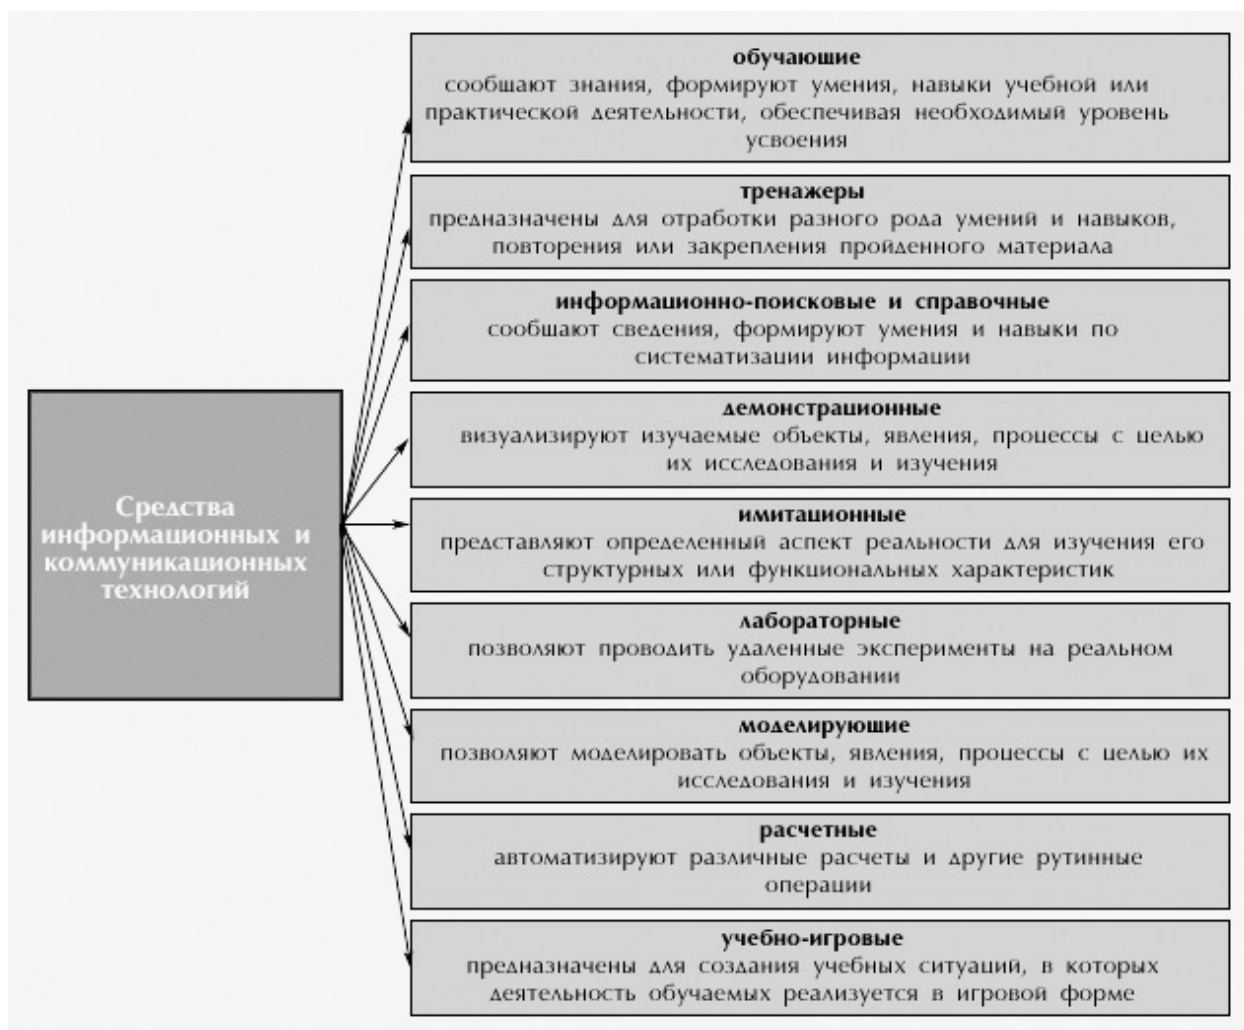 обучающие
сообщают знания, формируют умения, навыки учебной или
практической деятельности, обеспечивая необходимый уровень
усвоения
тренажеры
предназначены для отработки разного рода умений и навыков,
повторения или закрепления пройденного материала
информационно-поисковые и справочные
сообщают сведения, формируют умения и навыки по
систематизации информации
демонстрационные
визуализируют изучаемые объекты, явления, процессы с целью
их исследования и изучения
Средства
информационных и
коммуникационных
технологий
имитационные
представляют определенный аспект реальности для изучения его
структурных или функциональных характеристик
лабораторные
позволяют проводить удаленные эксперименты на реальном
оборудовании
моделирующие
позволяют моделировать объекты, явления, процессы с целью их
исследования и изучения
расчетные
автоматизируют различные расчеты и другие рутинные
операции
учебно-игровые
предназначены для создания учебных ситуаций, в которых
деятельность обучаемых реализуется в игровой форме